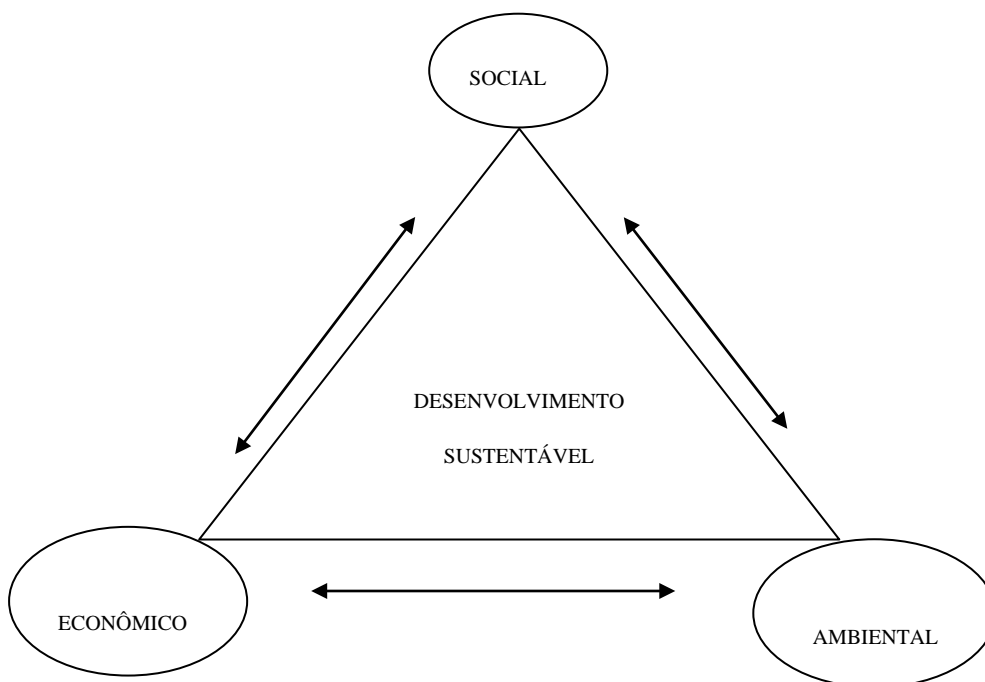 SOCIAL
DESENVOLVIMENTO
SUSTENTÁVEL
ECONÔMICO
AMBIENTAL